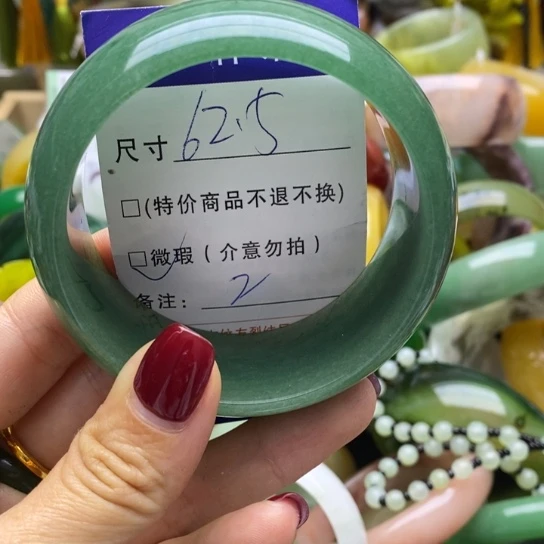 尺寸 62.5
□(特价商品不退不换)
□微瑕（介意勿拍）
备注: 2